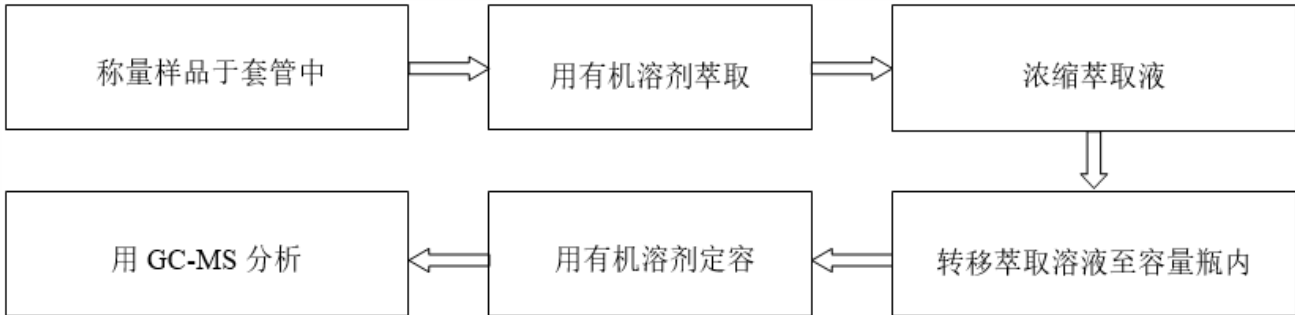 称量样品于套管中
用有机溶剂萃取
浓缩萃取液
转移萃取溶液至容量瓶内
用有机溶剂定容
用 GC-MS 分析